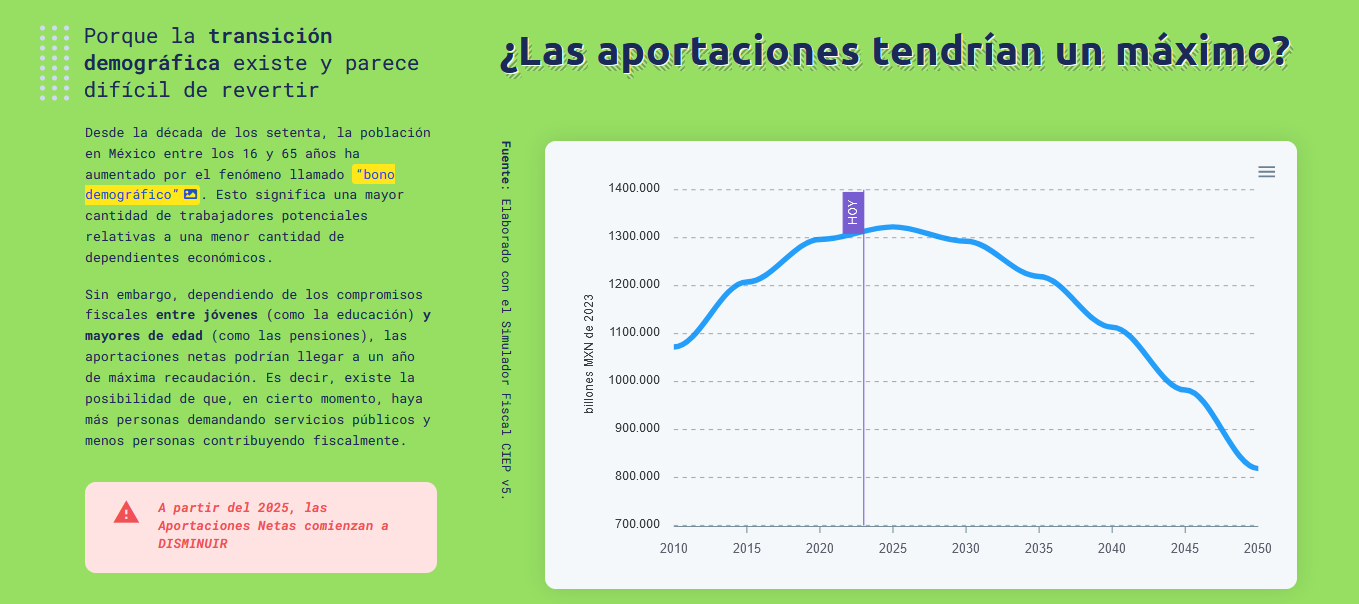 Porque la transición
demográfica existe y parece
difícil de revertir
Desde la década de los setenta, la población
en México entre los 16 y 65 años ha
aumentado por el fenómeno llamado “bono
demográfico”. Esto significa una mayor
cantidad de trabajadores potenciales
relativas a una menor cantidad de
dependientes económicos.
Sin embargo, dependiendo de los compromisos
fiscales entre jóvenes (como la educación) y
mayores de edad (como las pensiones), las
aportaciones netas podrían llegar a un año
de máxima recaudación. Es decir, existe la
posibilidad de que, en cierto momento, haya
más personas demandando servicios públicos y
menos personas contribuyendo fiscalmente.
A partir del 2025, las
Aportaciones Netas comienzan a
DISMINUIR
¿Las aportaciones tendrían un máximo?
Fuente: Elaborado con el Simulador Fiscal CIEP v5.
billones MXN de 2023
1400.000
1300.000
1200.000
1100.000
1000.000
900.000
800.000
700.000
HOY
2010 2015 2020 2025 2030 2035 2040 2045 2050